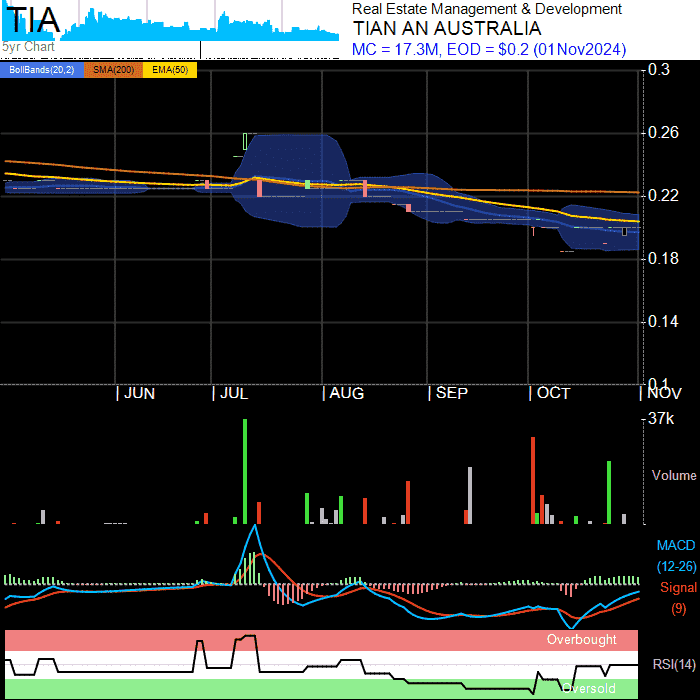 TIA
5yr Chart
Real Estate Management & Development
TIAN AN AUSTRALIA
MC = 17.3M, EOD = $0.2 (01Nov2024)
BollBands(20,2) SMA(200) EMA(50)
0.3
0.26
0.22
0.18
0.14
0.1
JUN JUL AUG SEP OCT NOV
37k
Volume
MACD
(12-26)
Signal
(9)
Overbought
RSI(14)
Oversold